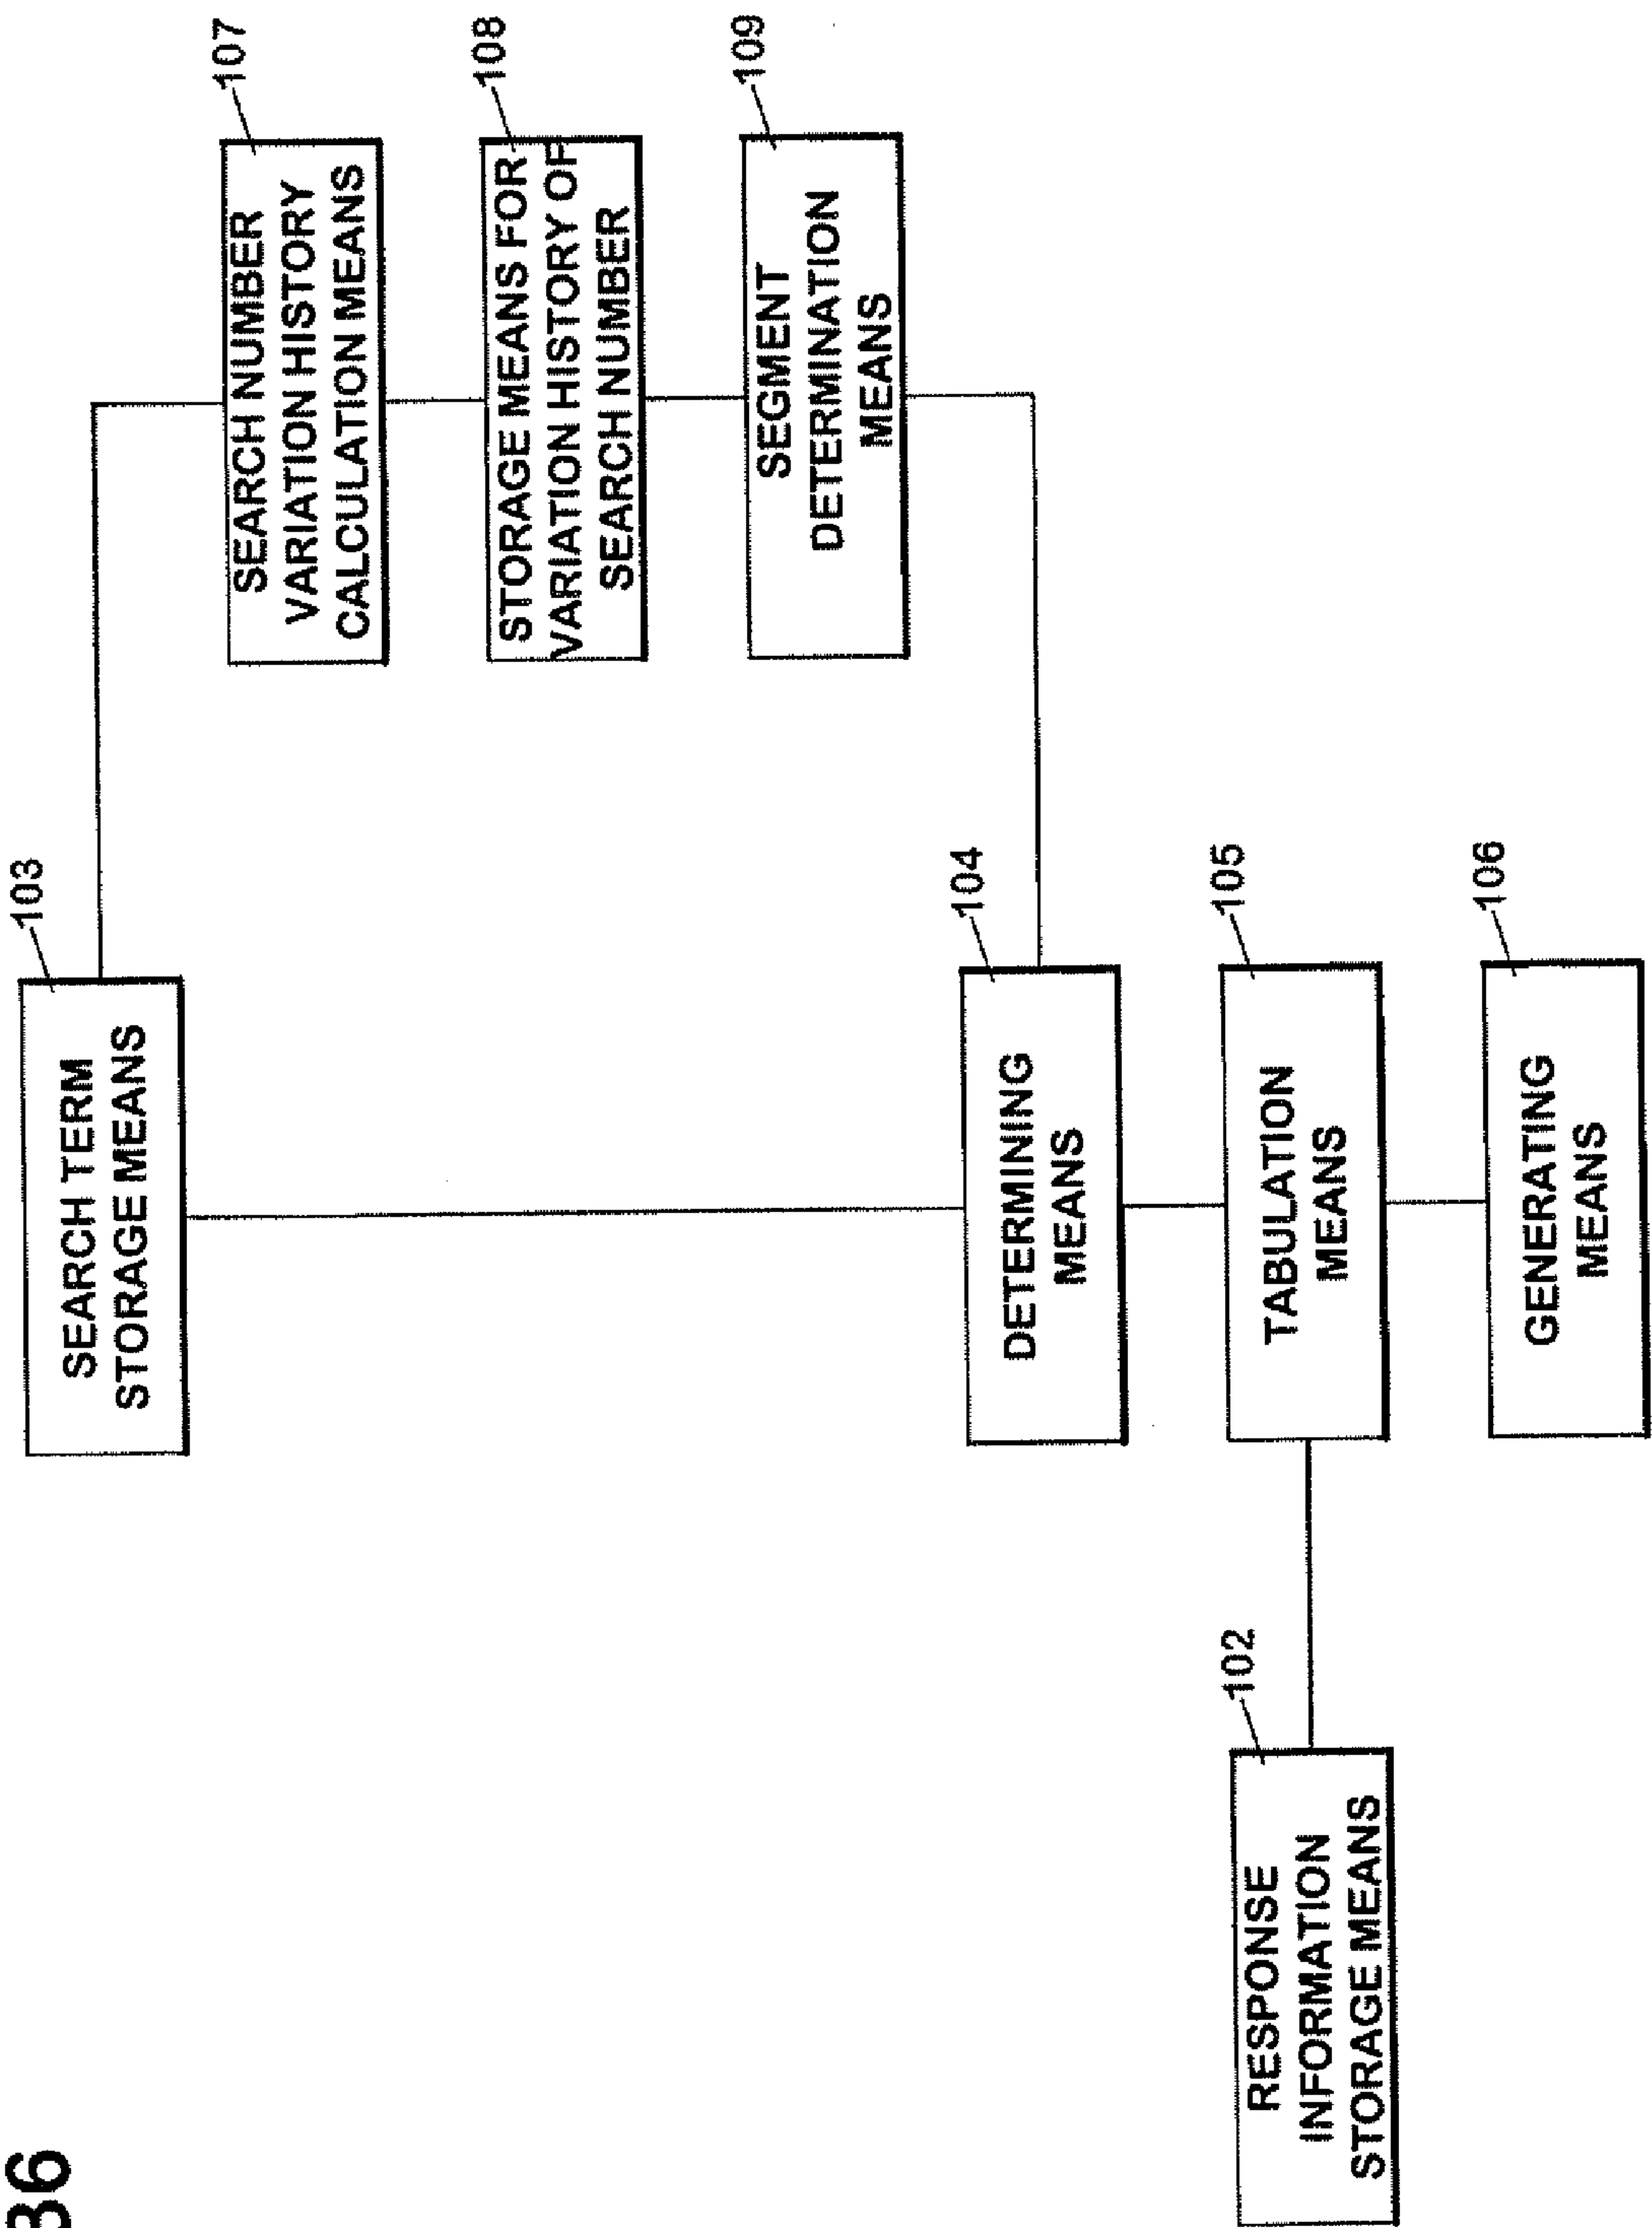 36
103
SEARCH TERM
STORAGE MEANS
107
SEARCH NUMBER
VARIATION HISTORY
CALCULATION MEANS
108
STORAGE MEANS FOR
VARIATION HISTORY OF
SEARCH NUMBER
109
SEGMENT
DETERMINATION
MEANS
104
DETERMINING
MEANS
102
RESPONSE
INFORMATION
STORAGE MEANS
105
TABULATION
MEANS
106
GENERATING
MEANS